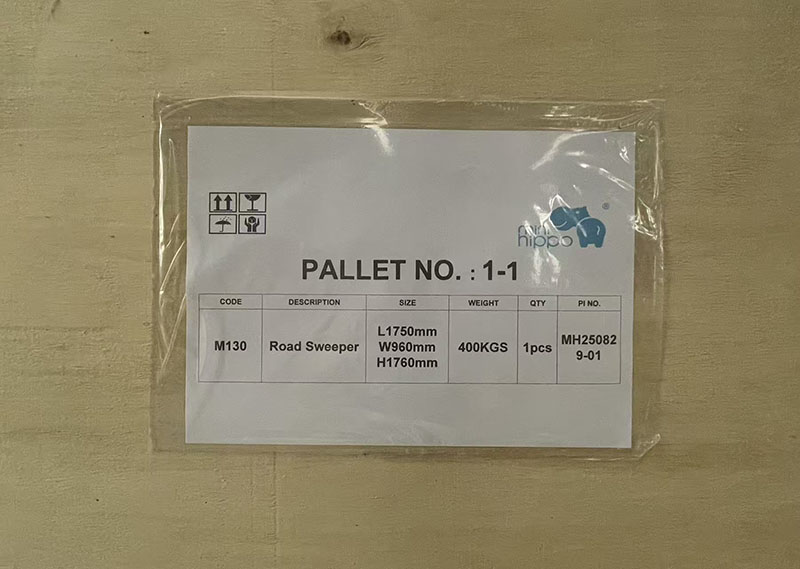 mini
hippo
®
PALLET NO. : 1-1
CODE DESCRIPTION SIZE WEIGHT QTY PI NO.
M130 Road Sweeper L1750mm W960mm H1760mm 400KGS 1pcs MH25082 9-01